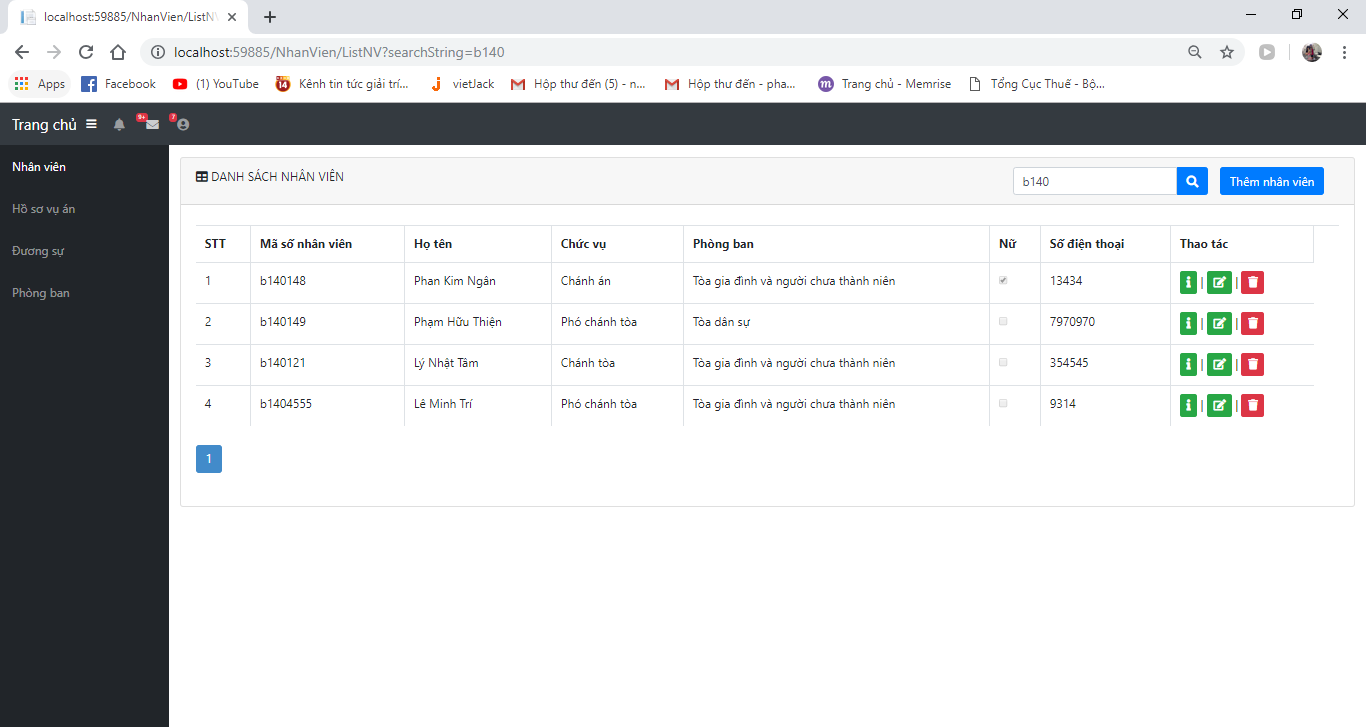 localhost:59885/NhanVien/ListN
localhost:59885/NhanVien/ListNV?searchString=b140
Apps Facebook (1) YouTube 14 Kênh tin tức giải trí... vietJack Hộp thư đến (5) - n... Hộp thư đến - pha... m Trang chủ - Memrise Tổng Cục Thuế - Bộ...
Trang chủ 9+ 7
Nhân viên
Hồ sơ vụ án
Đương sự
Phòng ban
DANH SÁCH NHÂN VIÊN b140 Thêm nhân viên
STT Mã số nhân viên Họ tên Chức vụ Phòng ban Nữ Số điện thoại Thao tác
1 b140148 Phan Kim Ngân Chánh án Tòa gia đình và người chưa thành niên 13434 | |
2 b140149 Phạm Hữu Thiện Phó chánh tòa Tòa dân sự 7970970 | |
3 b140121 Lý Nhật Tâm Chánh tòa Tòa gia đình và người chưa thành niên 354545 | |
4 b1404555 Lê Minh Trí Phó chánh tòa Tòa gia đình và người chưa thành niên 9314 | |
1